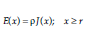 E(x) = ρJ(x);   x ≥ r